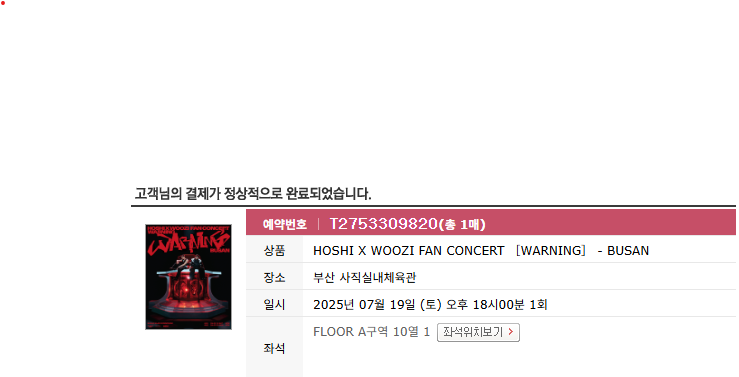 고객님의 결제가 정상적으로 완료되었습니다.
예약번호 | T2753309820(총 1매)
HOSHI X WOOZI FAN CONCERT
WARNING
BUSAN
상품 HOSHI X WOOZI FAN CONCERT [WARNING] - BUSAN
장소 부산 사직실내체육관
일시 2025년 07월 19일 (토) 오후 18시00분 1회
좌석 FLOOR A구역 10열 1 좌석위치보기 >